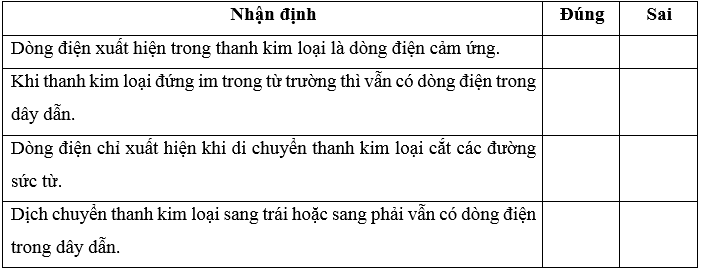 Nhận định Đúng Sai
Dòng điện xuất hiện trong thanh kim loại là dòng điện cảm ứng.
Khi thanh kim loại đứng im trong từ trường thì vẫn có dòng điện trong
dây dẫn.
Dòng điện chỉ xuất hiện khi di chuyển thanh kim loại cắt các đường
sức từ.
Dịch chuyển thanh kim loại sang trái hoặc sang phải vẫn có dòng điện
trong dây dẫn.